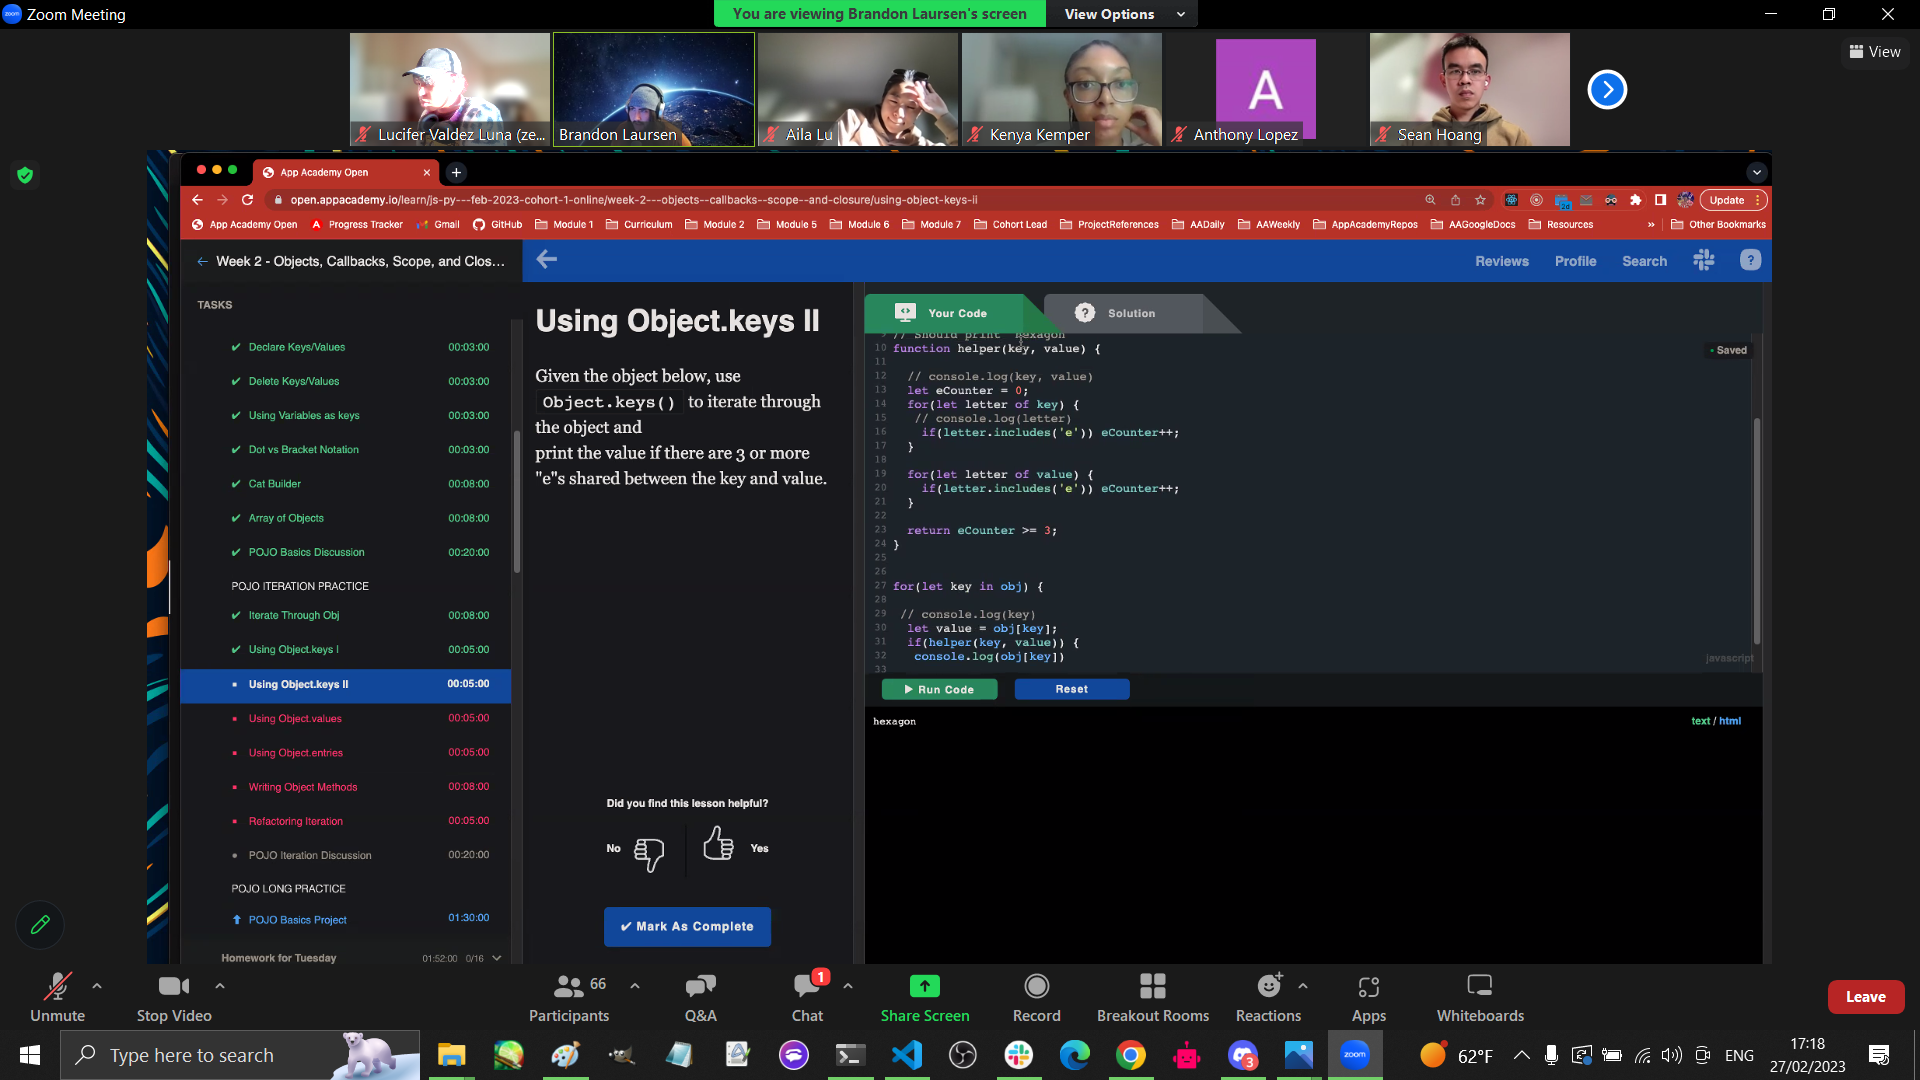 zoom Zoom Meeting
You are viewing Brandon Laursen's screen View Options
View
Lucifer Valdez Luna (ze...
Brandon Laursen
Aila Lu
Kenya Kemper
A
Anthony Lopez
Sean Hoang
App Academy Open
open.appacademy.io/learn/js-py---feb-2023-cohort-1-online/week-2---objects--callbacks--scope--and-closure/using-object-keys-ii
Update
App Academy Open A Progress Tracker Gmail GitHub Module 1 Curriculum Module 2 Module 5 Module 6 Module 7 Cohort Lead ProjectReferences AADaily AAWeekly AppAcademyRepos AAGoogleDocs Resources » Other Bookmarks
← Week 2 - Objects, Callbacks, Scope, and Clos...
Reviews Profile Search ?
TASKS
Declare Keys/Values 00:03:00
Delete Keys/Values 00:03:00
Using Variables as keys 00:03:00
Dot vs Bracket Notation 00:03:00
Cat Builder 00:08:00
Array of Objects 00:08:00
POJO Basics Discussion 00:20:00
POJO ITERATION PRACTICE
Iterate Through Obj 00:08:00
Using Object.keys I 00:05:00
Using Object.keys II 00:05:00
Using Object.values 00:05:00
Using Object.entries 00:05:00
Writing Object Methods 00:08:00
Refactoring Iteration 00:05:00
POJO Iteration Discussion 00:20:00
POJO LONG PRACTICE
POJO Basics Project 01:30:00
Homework for Tuesday 01:52:00 0/16
Using Object.keys II
Given the object below, use
Object.keys() to iterate through
the object and
print the value if there are 3 or more
"e"s shared between the key and value.
Did you find this lesson helpful?
No Yes
✔ Mark As Complete
Your Code
? Solution
Saved
9 // Should print "hexagon
10 function helper(key, value) {
11
12 // console.log(key, value)
13 let eCounter = 0;
14 for(let letter of key) {
15 // console.log(letter)
16 if(letter.includes('e')) eCounter++;
17 }
18
19 for(let letter of value) {
20 if(letter.includes('e')) eCounter++;
21 }
22
23 return eCounter >= 3;
24 }
25
26
27 for(let key in obj) {
28
29 // console.log(key)
30 let value = obj[key];
31 if(helper(key, value)) {
32 console.log(obj[key])
33
javascript
Run Code Reset
hexagon
text / html
Unmute
Stop Video
66
Participants
Q&A
1
Chat
Share Screen
Record
Breakout Rooms
Reactions
Apps
Whiteboards
Leave
Type here to search
3
zoom
62°F
ENG
17:18
27/02/2023